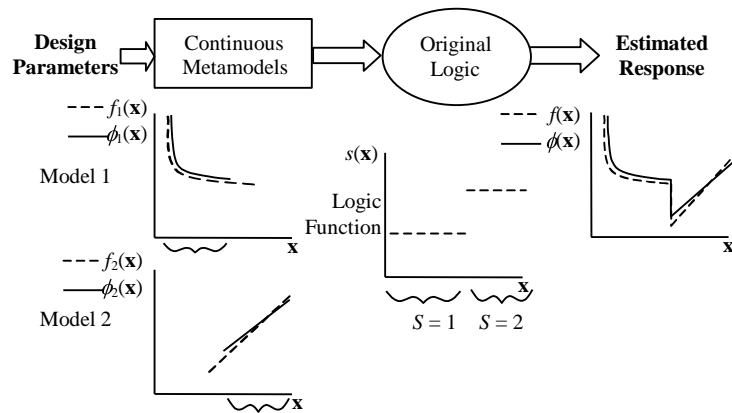 Design Parameters
Continuous Metamodels
Original Logic
Estimated Response
f₁(x)
ϕ₁(x)
Model 1
x
f₂(x)
ϕ₂(x)
Model 2
x
s(x)
Logic Function
x
S = 1
S = 2
f(x)
ϕ(x)
x